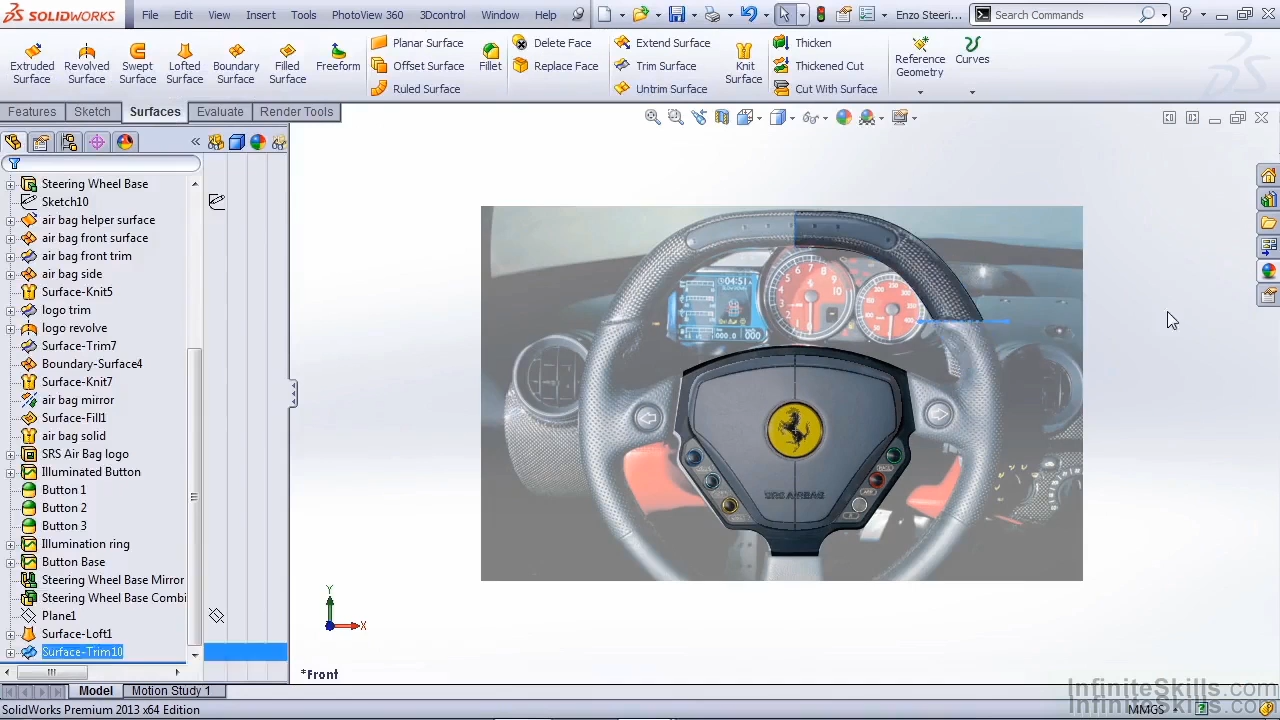 SOLIDWORKS File Edit View Insert Tools PhotoView 360 3Dcontrol Window Help Enzo Steeri... Search Commands
Extruded Surface
Revolved Surface
Swept Surface
Lofted Surface
Boundary Surface
Filled Surface
Freeform
Planar Surface
Offset Surface
Ruled Surface
Fillet
Delete Face
Replace Face
Extend Surface
Trim Surface
Untrim Surface
Knit Surface
Thicken
Thickened Cut
Cut With Surface
Reference Geometry
Curves
Features Sketch Surfaces Evaluate Render Tools
Steering Wheel Base
Sketch10
air bag helper surface
air bag front surface
air bag front trim
air bag side
Surface-Knit5
logo trim
logo revolve
Surface-Trim7
Boundary-Surface4
Surface-Knit7
air bag mirror
Surface-Fill1
air bag solid
SRS Air Bag logo
Illuminated Button
Button 1
Button 2
Button 3
Illumination ring
Button Base
Steering Wheel Base Mirror
Steering Wheel Base Combi
Plane1
Surface-Loft1
Surface-Trim10
04:51
SRS AIRBAG
Y
X
*Front
Model Motion Study 1
SolidWorks Premium 2013 x64 Edition
MMGS
InfiniteSkills.com
InfiniteSkills.com